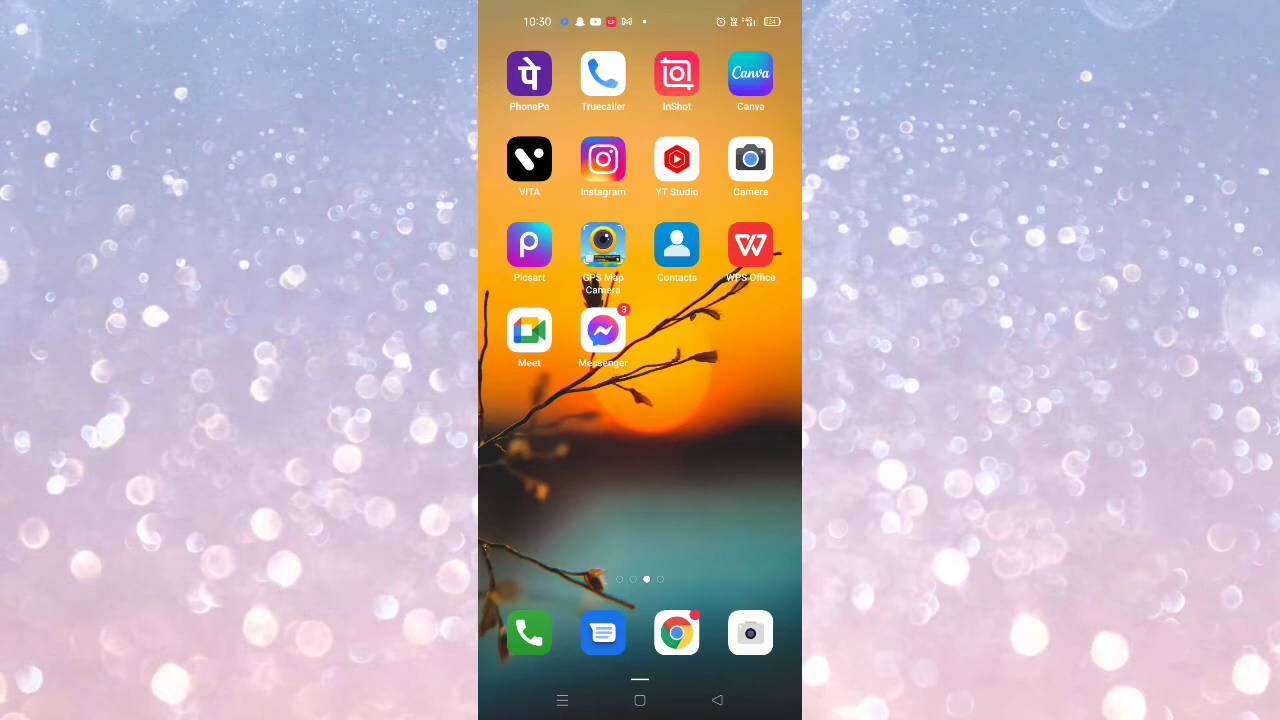 10:30
24
पे
Canva
PhonePe
Truecaller
InShot
Canva
VITA
Instagram
YT Studio
Camera
Picsart
GPS Map
Camera
Contacts
WPS Office
3
Meet
Messenger